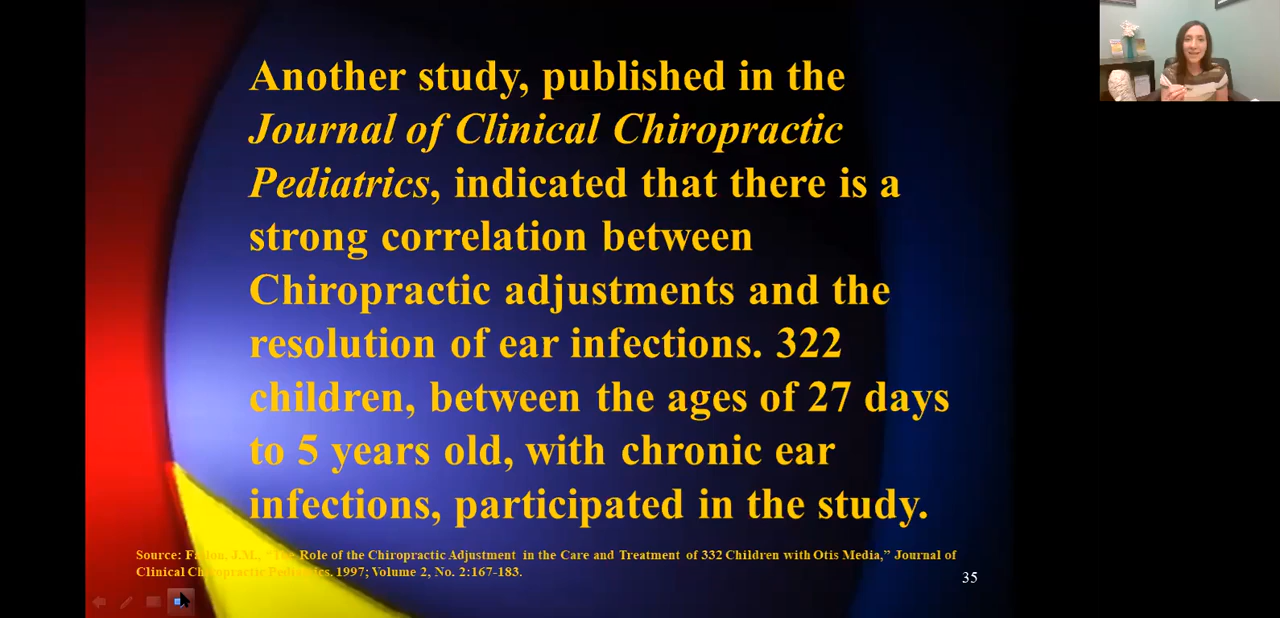 Another study, published in the
Journal of Clinical Chiropractic
Pediatrics, indicated that there is a
strong correlation between
Chiropractic adjustments and the
resolution of ear infections. 322
children, between the ages of 27 days
to 5 years old, with chronic ear
infections, participated in the study.
Source: Fallon, J.M., “The Role of the Chiropractic Adjustment in the Care and Treatment of 332 Children with Otis Media,” Journal of
Clinical Chiropractic Pediatrics. 1997; Volume 2, No. 2:167-183.
35